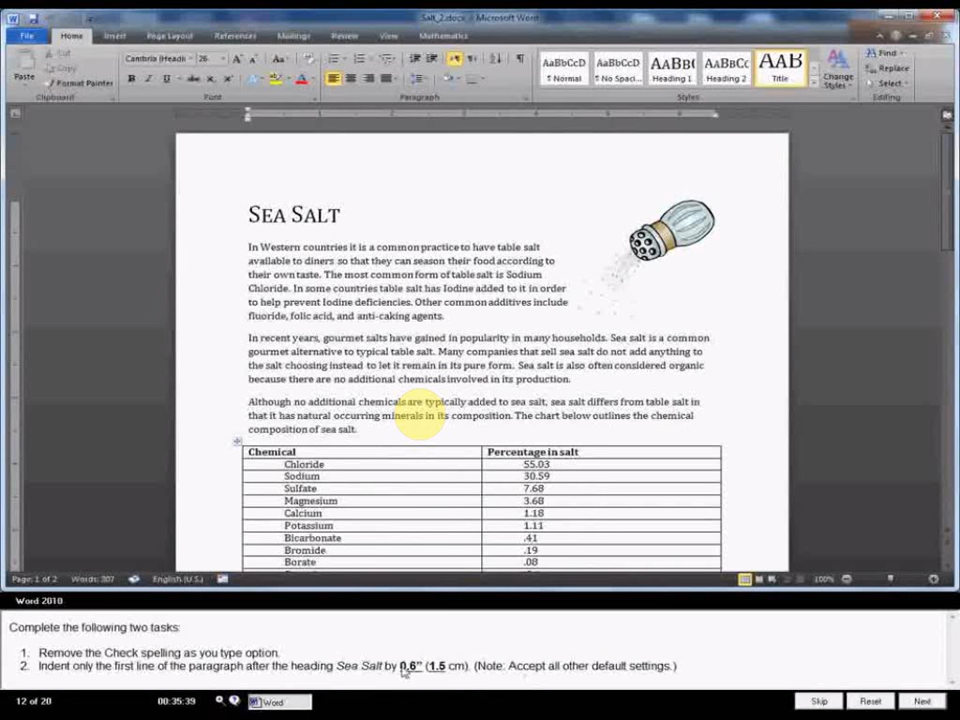 Salt_2.docx - Microsoft Word
File Home Insert Page Layout References Mailings Review View Mathematics
Cut
Copy
Format Painter
Paste
Clipboard
Cambria (Headi 26
Font
Paragraph
AaBbCcD AaBbCcD AaBbC( AaBbCcD AAB
¶ Normal ¶ No Spaci... Heading 1 Heading 2 Title
Styles
Change
Styles
Find
Replace
Select
Editing
SEA SALT
In Western countries it is a common practice to have table salt
available to diners so that they can season their food according to
their own taste. The most common form of table salt is Sodium
Chloride. In some countries table salt has Iodine added to it in order
to help prevent Iodine deficiencies. Other common additives include
fluoride, folic acid, and anti-caking agents.
In recent years, gourmet salts have gained in popularity in many households. Sea salt is a common
gourmet alternative to typical table salt. Many companies that sell sea salt do not add anything to
the salt choosing instead to let it remain in its pure form. Sea salt is also often considered organic
because there are no additional chemicals involved in its production.
Although no additional chemicals are typically added to sea salt, sea salt differs from table salt in
that it has natural occurring minerals in its composition. The chart below outlines the chemical
composition of sea salt.
Chemical Percentage in salt
Chloride 55.03
Sodium 30.59
Sulfate 7.68
Magnesium 3.68
Calcium 1.18
Potassium 1.11
Bicarbonate .41
Bromide .19
Borate .08
Page: 1 of 2 Words: 307 English (U.S.) 100%
Word 2010
Complete the following two tasks:
1. Remove the Check spelling as you type option.
2. Indent only the first line of the paragraph after the heading Sea Salt by 0.6" (1.5 cm). (Note: Accept all other default settings.)
12 of 20 00:35:39 Word Skip Reset Next